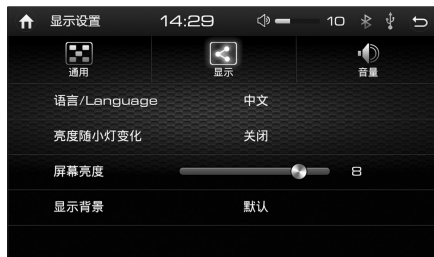 显示设置 14:29 10
通用 显示 音量
语言/Language 中文
亮度随小灯变化 关闭
屏幕亮度 8
显示背景 默认